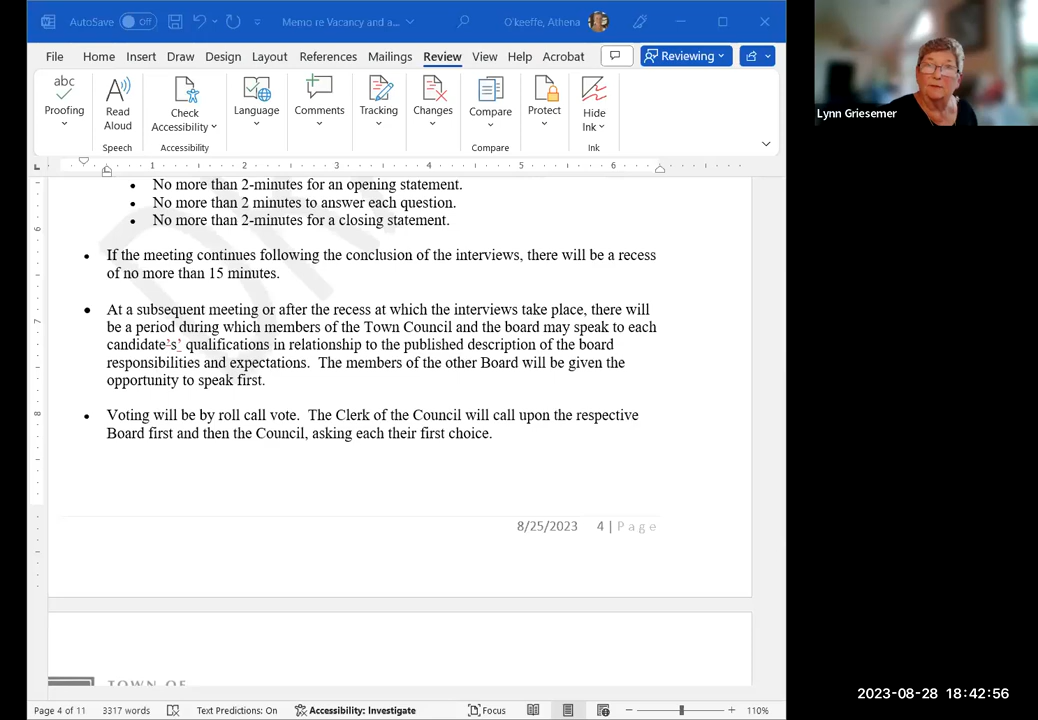 AutoSave Off Memo re Vacancy and a... O'keeffe, Athena
File Home Insert Draw Design Layout References Mailings Review View Help Acrobat Reviewing
abc
Proofing
Read
Aloud
Speech
Check
Accessibility
Accessibility
Language
Comments
Tracking
Changes
Compare
Compare
Protect
Hide
Ink
Ink
1 2 3 4 5 6
• No more than 2-minutes for an opening statement.
• No more than 2 minutes to answer each question.
• No more than 2-minutes for a closing statement.
• If the meeting continues following the conclusion of the interviews, there will be a recess
of no more than 15 minutes.
• At a subsequent meeting or after the recess at which the interviews take place, there will
be a period during which members of the Town Council and the board may speak to each
candidate's' qualifications in relationship to the published description of the board
responsibilities and expectations. The members of the other Board will be given the
opportunity to speak first.
• Voting will be by roll call vote. The Clerk of the Council will call upon the respective
Board first and then the Council, asking each their first choice.
8/25/2023 4 | Page
TOWN OF
Page 4 of 11 3317 words Text Predictions: On Accessibility: Investigate Focus 110%
Lynn Griesemer
2023-08-28 18:42:56